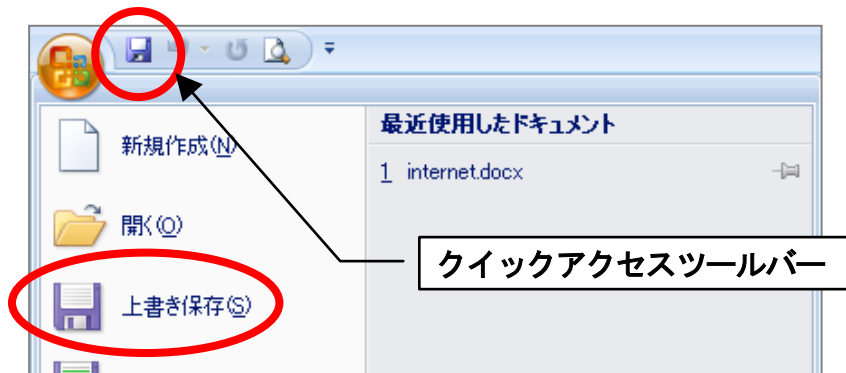 最近使用したドキュメント
新規作成(N)
1 internet.docx
開く(O)
クイックアクセスツールバー
上書き保存(S)